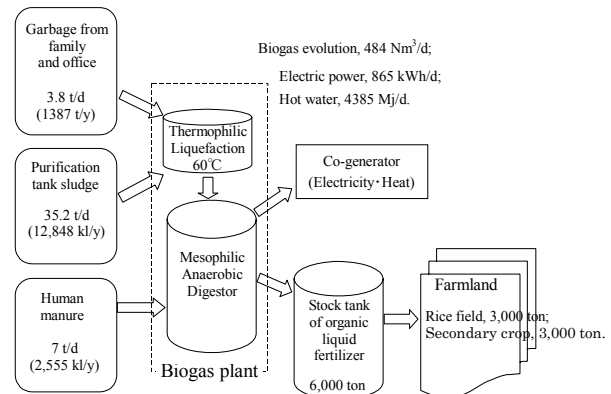 Garbage from
family
and office
3.8 t/d
(1387 t/y)
Purification
tank sludge
35.2 t/d
(12,848 kl/y)
Human
manure
7 t/d
(2,555 kl/y)
Thermophilic
Liquefaction
60℃
Mesophilic
Anaerobic
Digestor
Biogas plant
Biogas evolution, 484 Nm³/d;
Electric power, 865 kWh/d;
Hot water, 4385 Mj/d.
Co-generator
(Electricity・Heat)
Stock tank
of organic
liquid
fertilizer
6,000 ton
Farmland
Rice field, 3,000 ton;
Secondary crop, 3,000 ton.